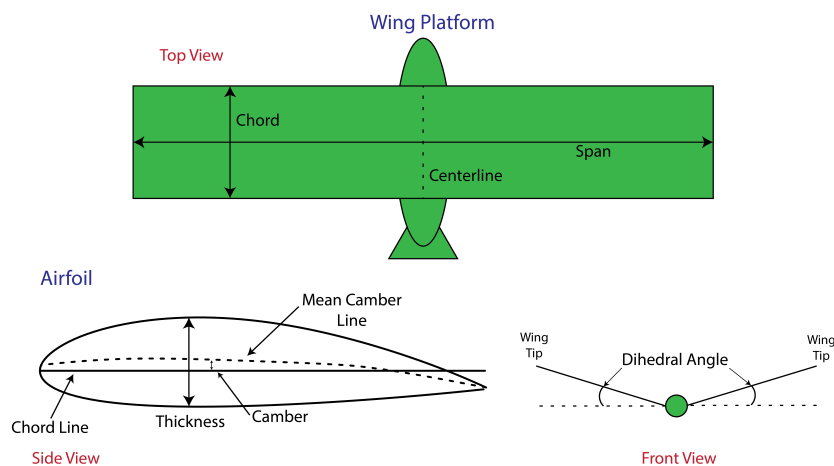 Wing Platform
Top View
Chord
Span
Centerline
Airfoil
Mean Camber
Line
Thickness
Camber
Chord Line
Side View
Wing
Tip
Dihedral Angle
Wing
Tip
Front View